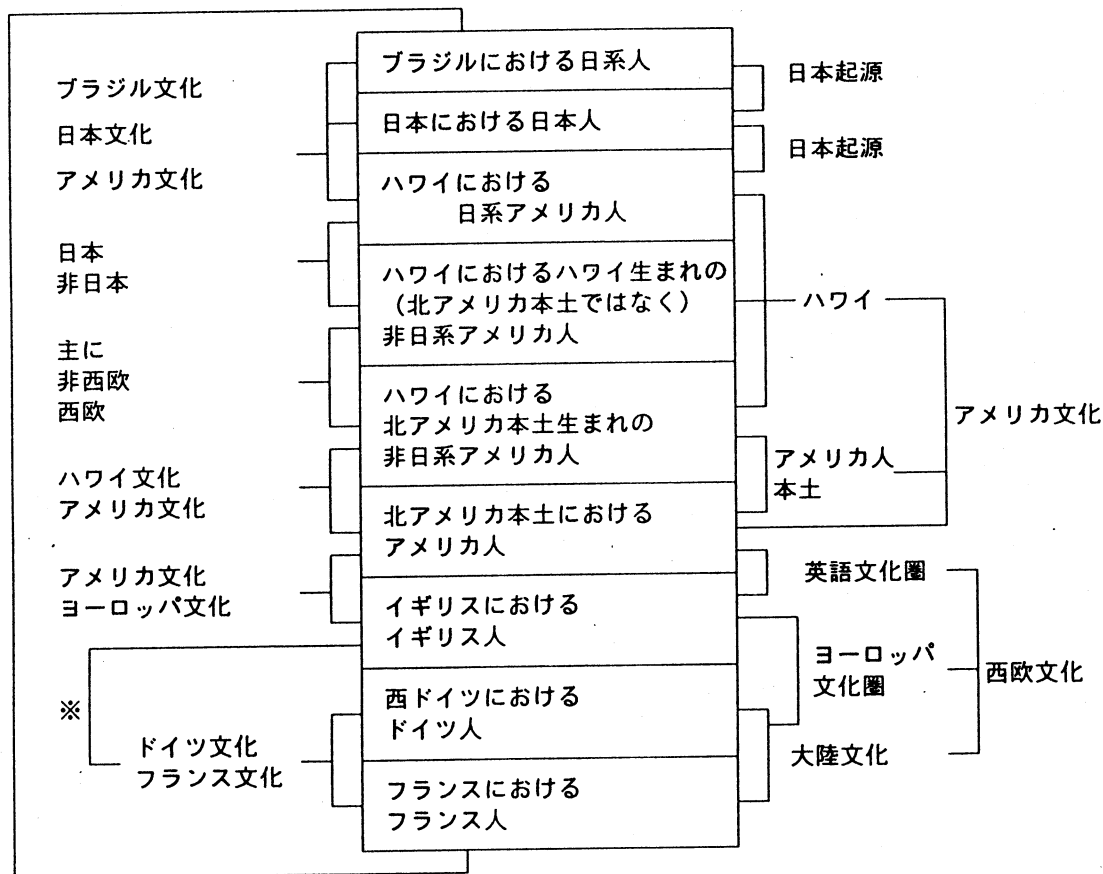 ブラジル文化
日本文化
アメリカ文化
日本
非日本
主に
非西欧
西欧
ハワイ文化
アメリカ文化
アメリカ文化
ヨーロッパ文化
※
ドイツ文化
フランス文化
ブラジルにおける日系人
日本における日本人
ハワイにおける
日系アメリカ人
ハワイにおけるハワイ生まれの
(北アメリカ本土ではなく)
非日系アメリカ人
ハワイにおける
北アメリカ本土生まれの
非日系アメリカ人
北アメリカ本土における
アメリカ人
イギリスにおける
イギリス人
西ドイツにおける
ドイツ人
フランスにおける
フランス人
日本起源
日本起源
ハワイ
アメリカ人
本土
アメリカ文化
英語文化圏
ヨーロッパ
文化圏
大陸文化
西欧文化